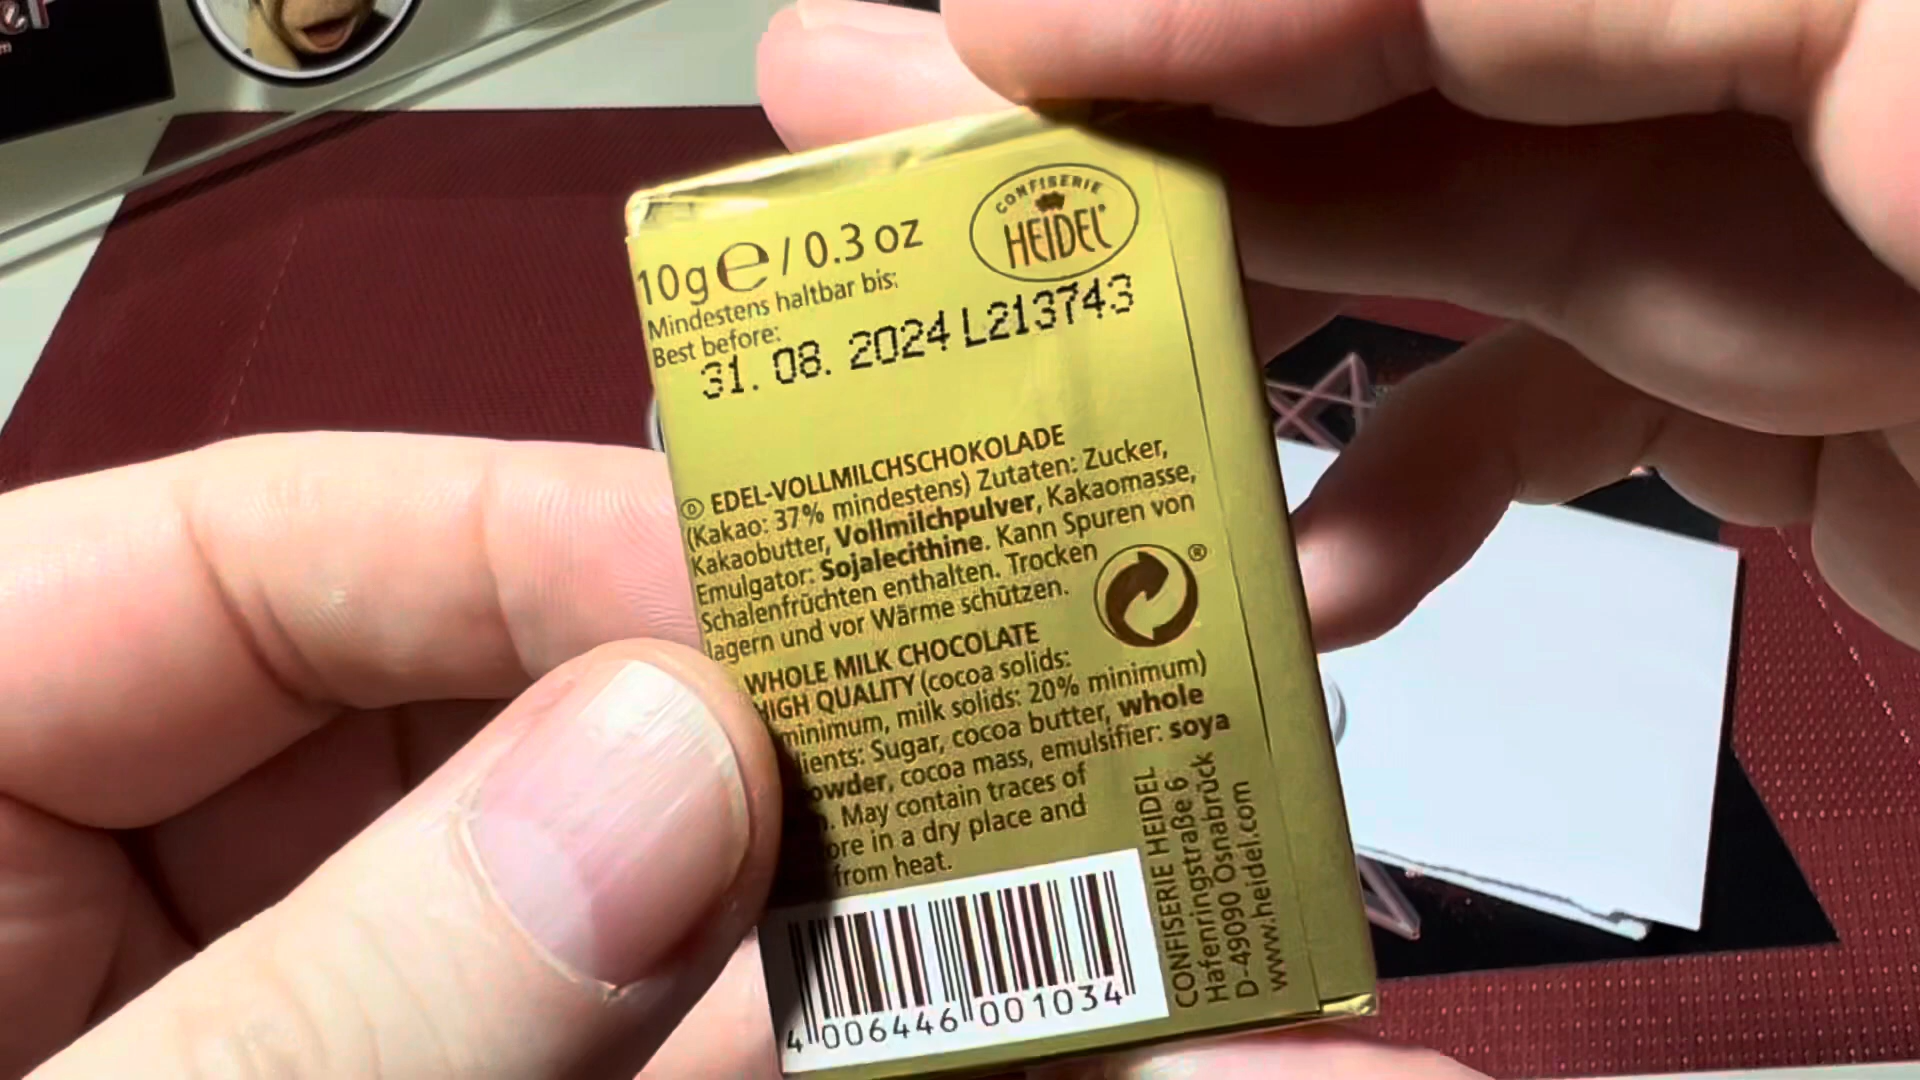 CONFISERIE
HEIDEL®
10g ℮ / 0.3 oz
Mindestens haltbar bis:
Best before:
31. 08. 2024 L213743
EDEL-VOLLMILCHSCHOKOLADE
(Kakao: 37% mindestens) Zutaten: Zucker,
Kakaobutter, Vollmilchpulver, Kakaomasse,
Emulgator: Sojalecithine. Kann Spuren von
Schalenfrüchten enthalten. Trocken
lagern und vor Wärme schützen.
®
WHOLE MILK CHOCOLATE
HIGH QUALITY (cocoa solids:
minimum, milk solids: 20% minimum)
Sugar, cocoa butter, whole
cocoa mass, emulsifier: soya
May contain traces of
in a dry place and
from heat.
4 006446 001034
CONFISERIE HEIDEL
Hafenringstraße 6
D-49090 Osnabrück
www.heidel.com